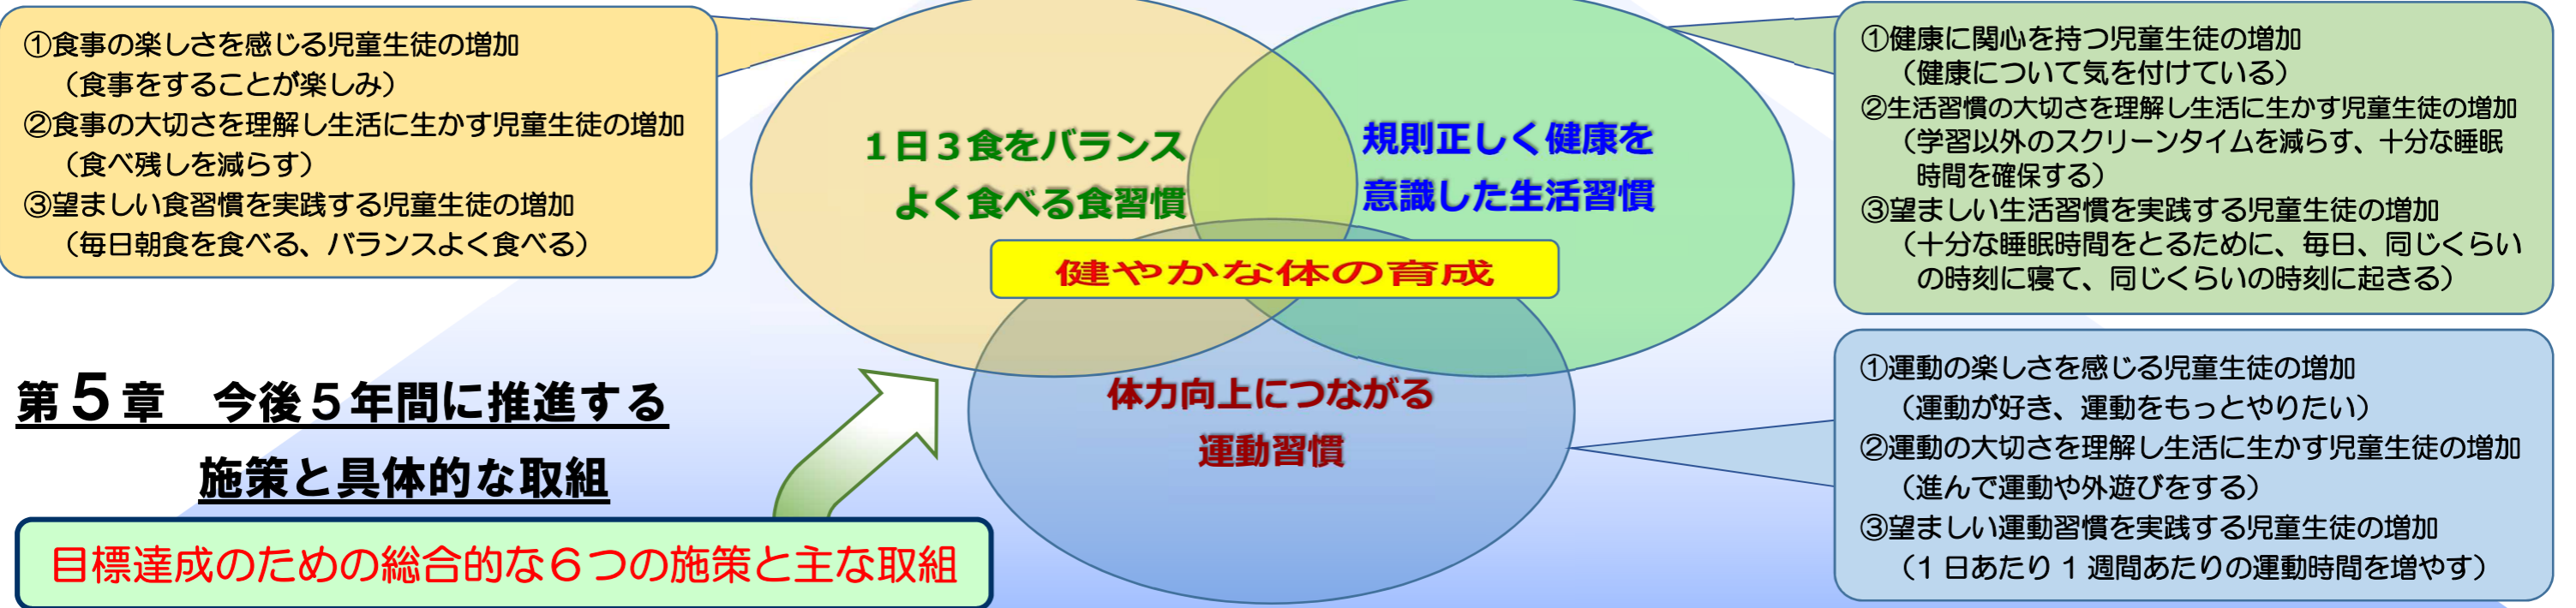 ①食事の楽しさを感じる児童生徒の増加
（食事をすることが楽しみ）
②食事の大切さを理解し生活に生かす児童生徒の増加
（食べ残しを減らす）
③望ましい食習慣を実践する児童生徒の増加
（毎日朝食を食べる、バランスよく食べる）
１日３食をバランス
よく食べる食習慣
規則正しく健康を
意識した生活習慣
健やかな体の育成
体力向上につながる
運動習慣
①健康に関心を持つ児童生徒の増加
（健康について気を付けている）
②生活習慣の大切さを理解し生活に生かす児童生徒の増加
（学習以外のスクリーンタイムを減らす、十分な睡眠
時間を確保する）
③望ましい生活習慣を実践する児童生徒の増加
（十分な睡眠時間をとるために、毎日、同じくらい
の時刻に寝て、同じくらいの時刻に起きる）
①運動の楽しさを感じる児童生徒の増加
（運動が好き、運動をもっとやりたい）
②運動の大切さを理解し生活に生かす児童生徒の増加
（進んで運動や外遊びをする）
③望ましい運動習慣を実践する児童生徒の増加
（1 日あたり 1 週間あたりの運動時間を増やす）
第５章　今後５年間に推進する
施策と具体的な取組
目標達成のための総合的な６つの施策と主な取組